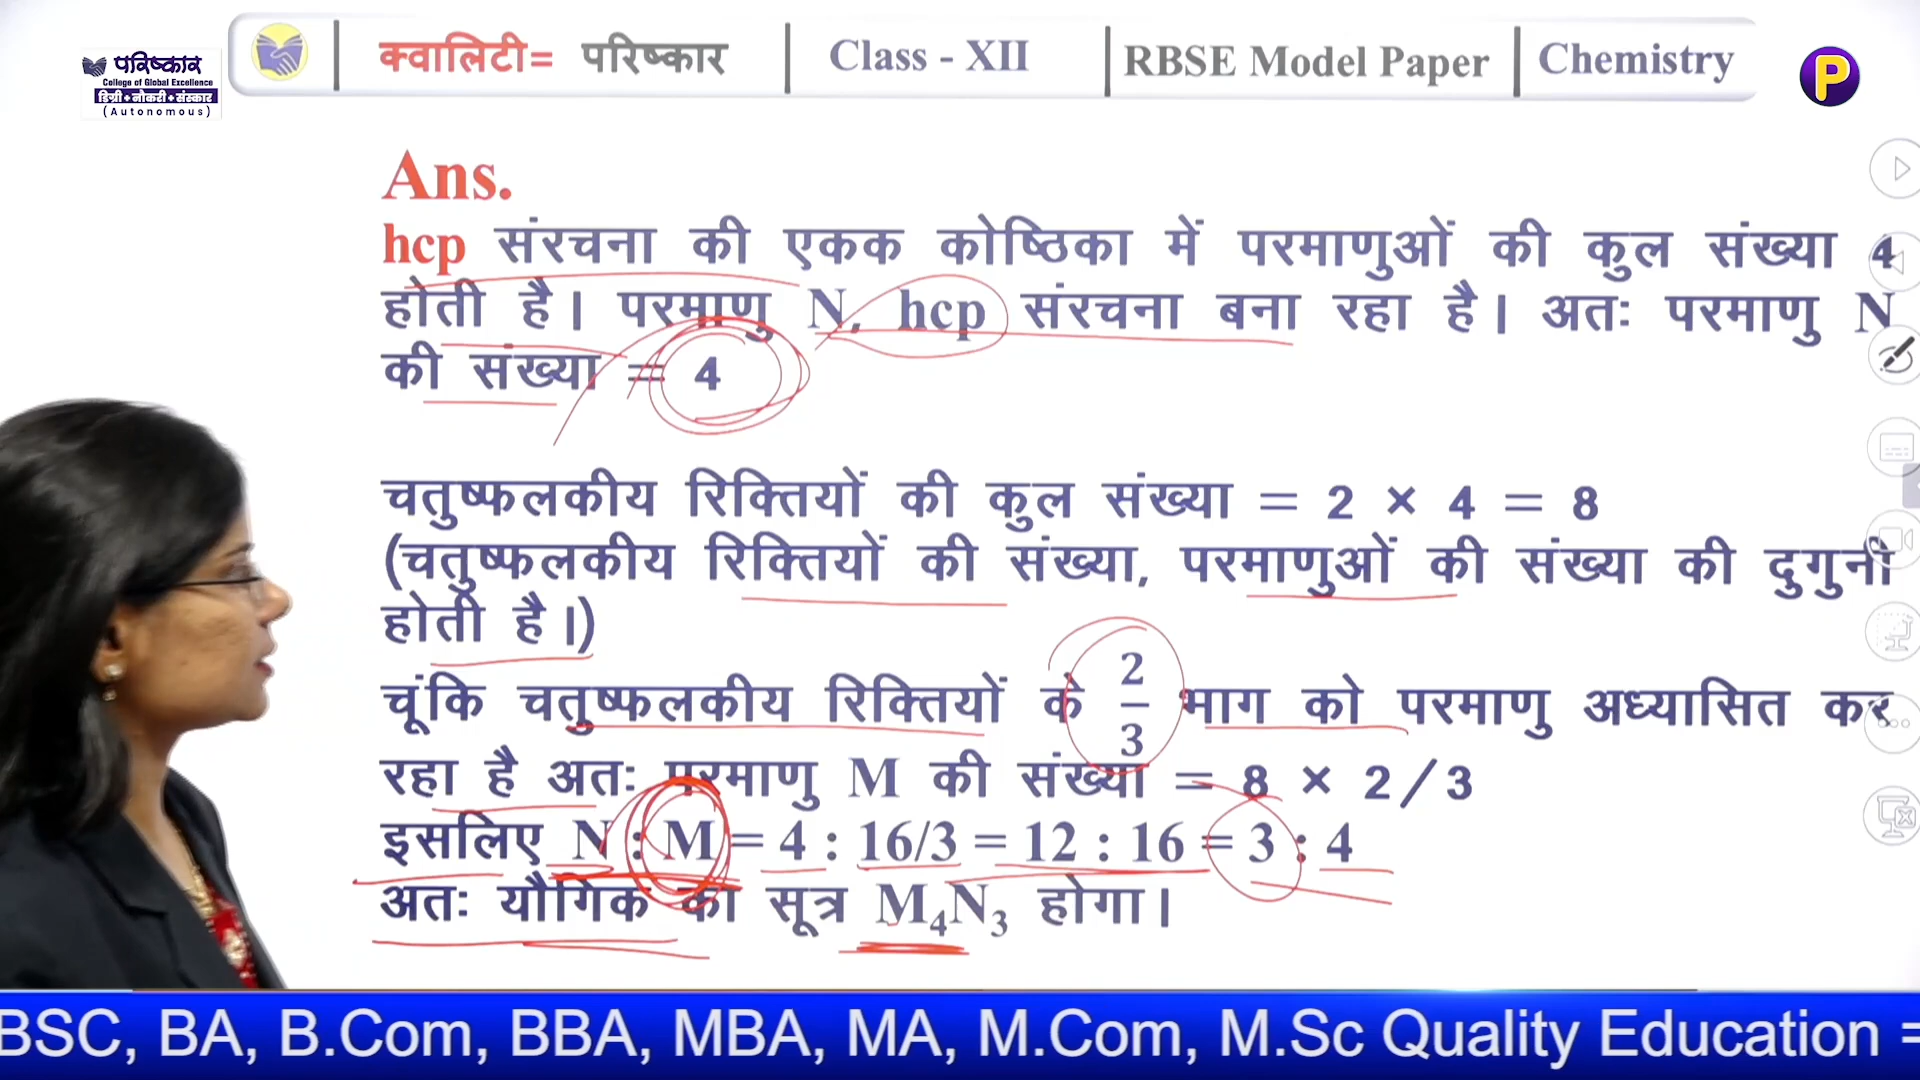 परिष्कार
College of Global Excellence
डिग्री + नौकरी + संस्कार
(Autonomous)
क्वालिटी= परिष्कार
Class - XII
RBSE Model Paper
Chemistry
P
Ans.
hcp संरचना की एकक कोष्ठिका में परमाणुओं की कुल संख्या 4
होती है। परमाणु N, hcp संरचना बना रहा है। अतः परमाणु N
की संख्या = 4
चतुष्फलकीय रिक्तियों की कुल संख्या = 2 × 4 = 8
(चतुष्फलकीय रिक्तियों की संख्या, परमाणुओं की संख्या की दुगुनी
होती है।)
चूंकि चतुष्फलकीय रिक्तियों के 2/3 भाग को परमाणु अध्यासित कर
रहा है अतः परमाणु M की संख्या = 8 × 2/3
इसलिए N : M = 4 : 16/3 = 12 : 16 = 3 : 4
अतः यौगिक का सूत्र M₄N₃ होगा।
BSC, BA, B.Com, BBA, MBA, MA, M.Com, M.Sc Quality Education =